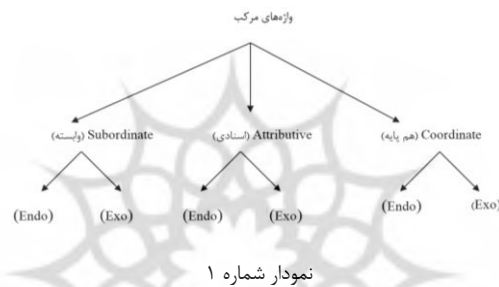 واژه‌های مرکب
(وابسته) Subordinate (اسنادی) Attributive (هم پایه) Coordinate
(Endo) (Exo) (Endo) (Exo) (Endo) (Exo)
نمودار شماره ۱